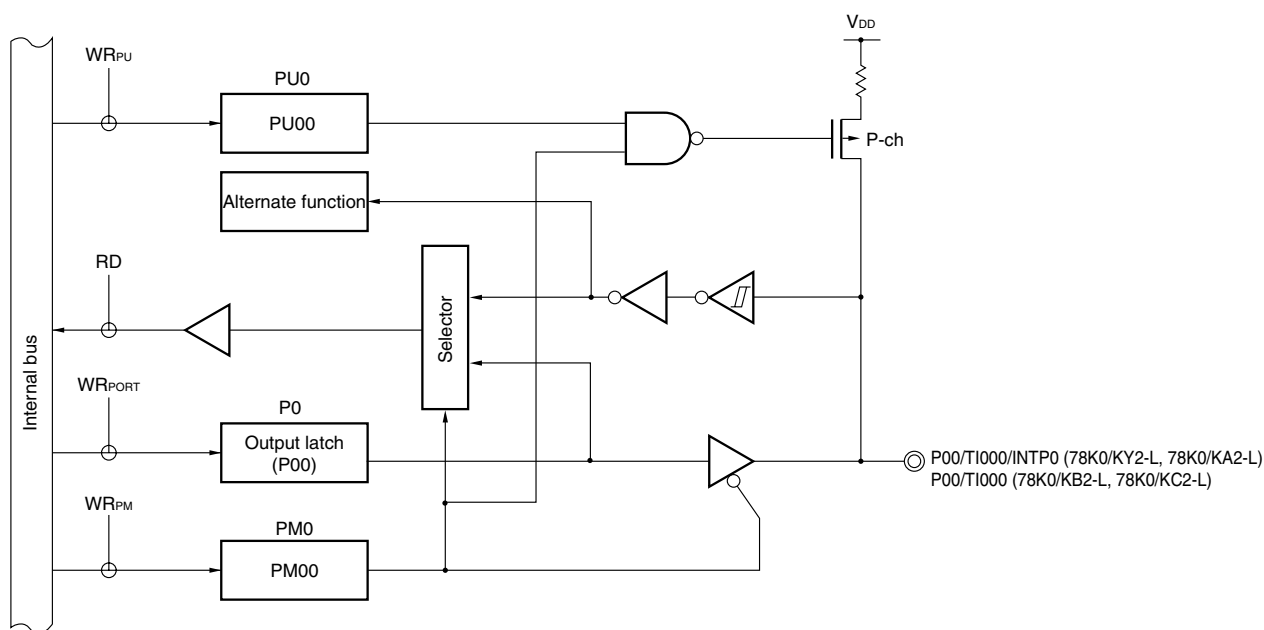 VDD
WRPU
PU0
PU00
P-ch
Alternate function
RD
Selector
Internal bus
WRPORT
P0
Output latch
(P00)
P00/TI000/INTP0 (78K0/KY2-L, 78K0/KA2-L)
P00/TI000 (78K0/KB2-L, 78K0/KC2-L)
WRPM
PM0
PM00